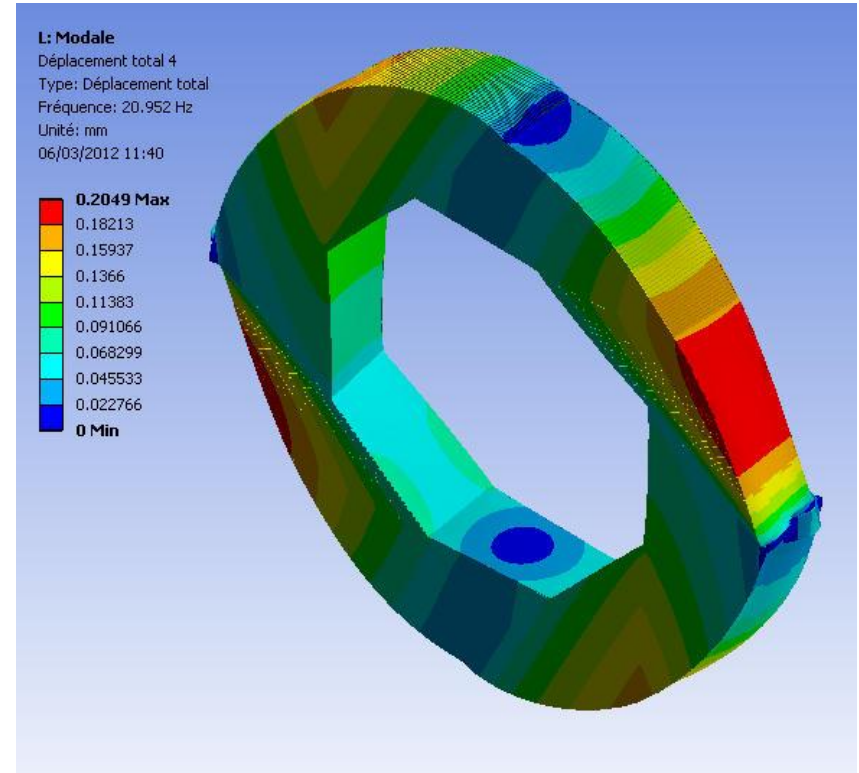 L: Modale
Déplacement total 4
Type: Déplacement total
Fréquence: 20.952 Hz
Unité: mm
06/03/2012 11:40
0.2049 Max
0.18213
0.15937
0.1366
0.11383
0.091066
0.068299
0.045533
0.022766
0 Min